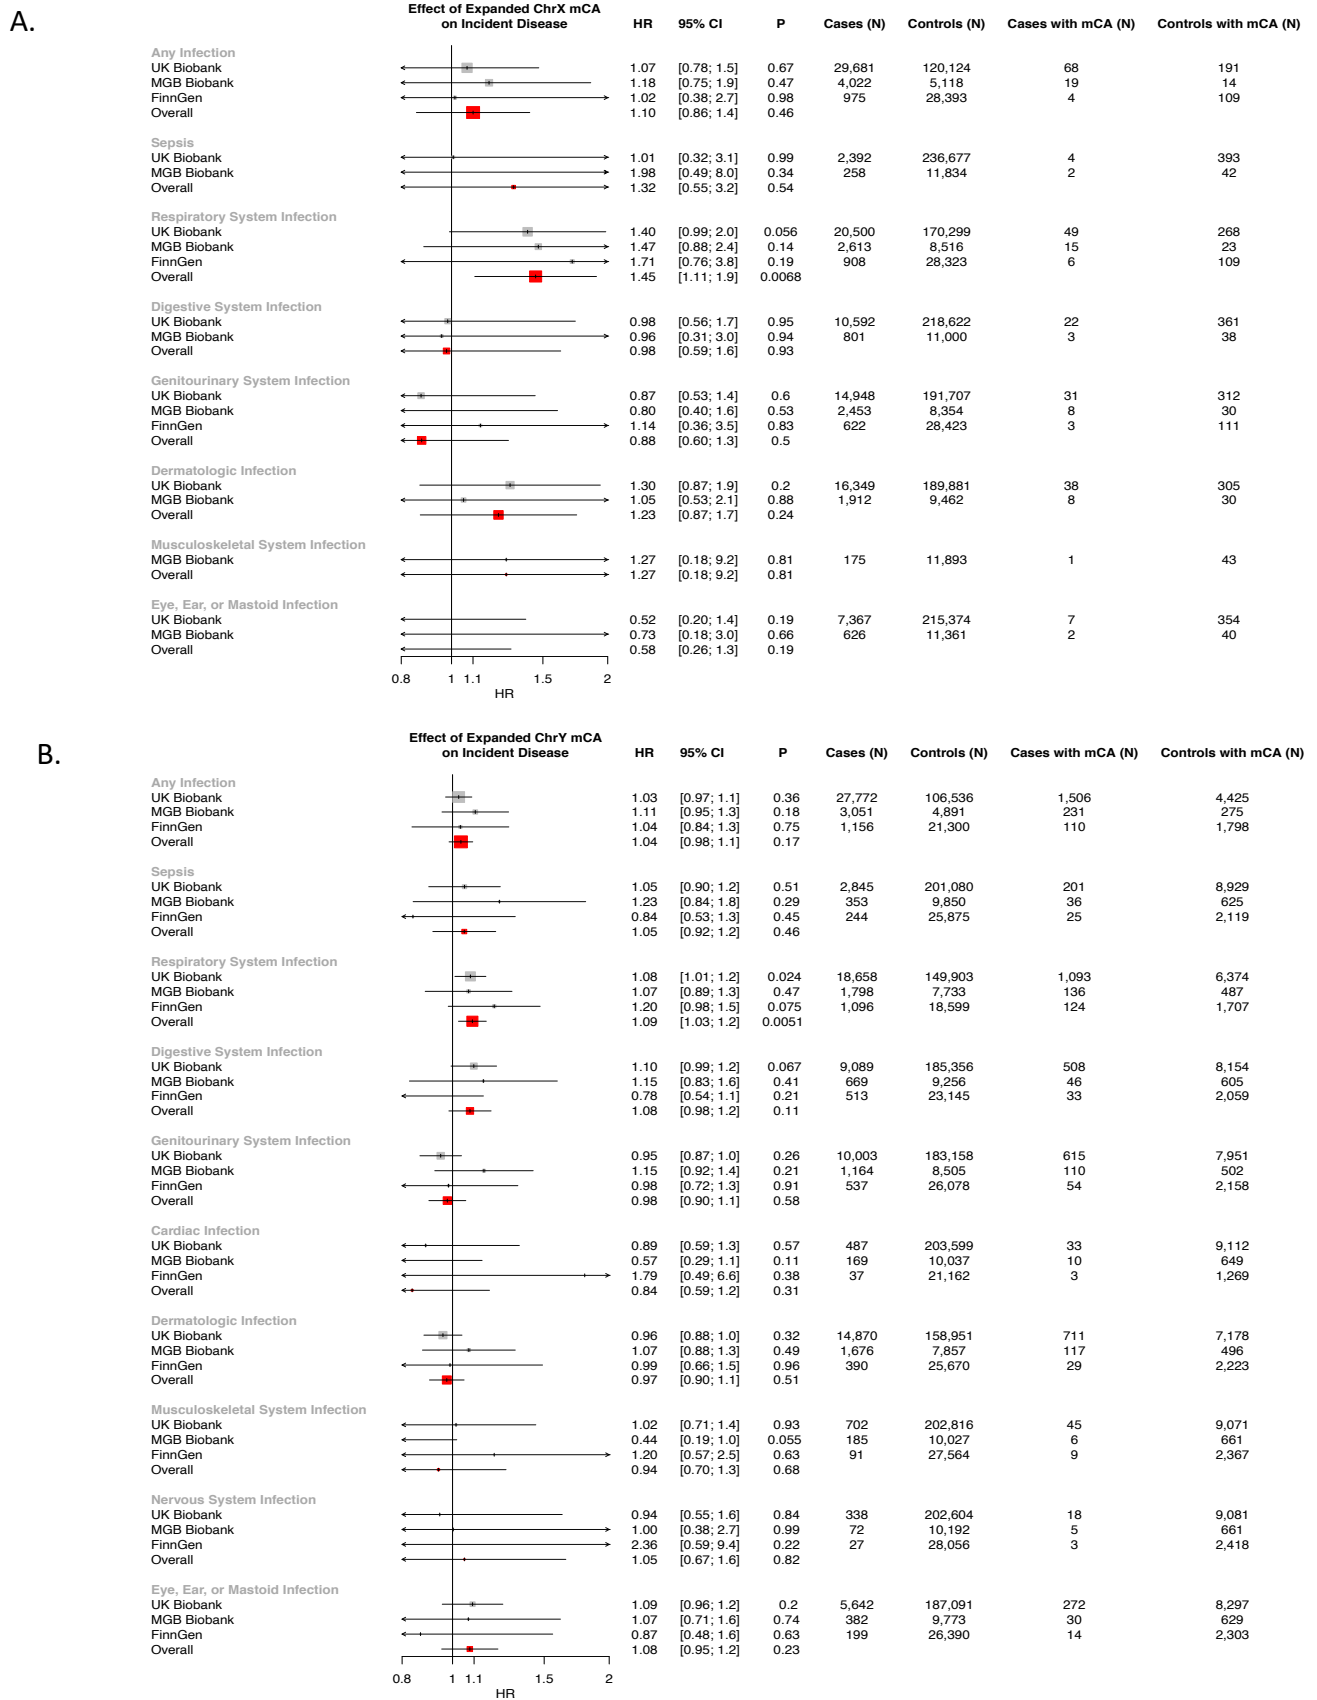 A.
Effect of Expanded ChrX mCA
on Incident Disease HR 95% CI P Cases (N) Controls (N) Cases with mCA (N) Controls with mCA (N)
Any Infection
UK Biobank 1.07 [0.78; 1.5] 0.67 29,681 120,124 68 191
MGB Biobank 1.18 [0.75; 1.9] 0.47 4,022 5,118 19 14
FinnGen 1.02 [0.38; 2.7] 0.98 975 28,393 4 109
Overall 1.10 [0.86; 1.4] 0.46
Sepsis
UK Biobank 1.01 [0.32; 3.1] 0.99 2,392 236,677 4 393
MGB Biobank 1.98 [0.49; 8.0] 0.34 258 11,834 2 42
Overall 1.32 [0.55; 3.2] 0.54
Respiratory System Infection
UK Biobank 1.40 [0.99; 2.0] 0.056 20,500 170,299 49 268
MGB Biobank 1.47 [0.88; 2.4] 0.14 2,613 8,516 15 23
FinnGen 1.71 [0.76; 3.8] 0.19 908 28,323 6 109
Overall 1.45 [1.11; 1.9] 0.0068
Digestive System Infection
UK Biobank 0.98 [0.56; 1.7] 0.95 10,592 218,622 22 361
MGB Biobank 0.96 [0.31; 3.0] 0.94 801 11,000 3 38
Overall 0.98 [0.59; 1.6] 0.93
Genitourinary System Infection
UK Biobank 0.87 [0.53; 1.4] 0.6 14,948 191,707 31 312
MGB Biobank 0.80 [0.40; 1.6] 0.53 2,453 8,354 8 30
FinnGen 1.14 [0.36; 3.5] 0.83 622 28,423 3 111
Overall 0.88 [0.60; 1.3] 0.5
Dermatologic Infection
UK Biobank 1.30 [0.87; 1.9] 0.2 16,349 189,881 38 305
MGB Biobank 1.05 [0.53; 2.1] 0.88 1,912 9,462 8 30
Overall 1.23 [0.87; 1.7] 0.24
Musculoskeletal System Infection
MGB Biobank 1.27 [0.18; 9.2] 0.81 175 11,893 1 43
Overall 1.27 [0.18; 9.2] 0.81
Eye, Ear, or Mastoid Infection
UK Biobank 0.52 [0.20; 1.4] 0.19 7,367 215,374 7 354
MGB Biobank 0.73 [0.18; 3.0] 0.66 626 11,361 2 40
Overall 0.58 [0.26; 1.3] 0.19
0.8 1 1.1 1.5 2
HR
B.
Effect of Expanded ChrY mCA
on Incident Disease HR 95% CI P Cases (N) Controls (N) Cases with mCA (N) Controls with mCA (N)
Any Infection
UK Biobank 1.03 [0.97; 1.1] 0.36 27,772 106,536 1,506 4,425
MGB Biobank 1.11 [0.95; 1.3] 0.18 3,051 4,891 231 275
FinnGen 1.04 [0.84; 1.3] 0.75 1,156 21,300 110 1,798
Overall 1.04 [0.98; 1.1] 0.17
Sepsis
UK Biobank 1.05 [0.90; 1.2] 0.51 2,845 201,080 201 8,929
MGB Biobank 1.23 [0.84; 1.8] 0.29 353 9,850 36 625
FinnGen 0.84 [0.53; 1.3] 0.45 244 25,875 25 2,119
Overall 1.05 [0.92; 1.2] 0.46
Respiratory System Infection
UK Biobank 1.08 [1.01; 1.2] 0.024 18,658 149,903 1,093 6,374
MGB Biobank 1.07 [0.89; 1.3] 0.47 1,798 7,733 136 487
FinnGen 1.20 [0.98; 1.5] 0.075 1,096 18,599 124 1,707
Overall 1.09 [1.03; 1.2] 0.0051
Digestive System Infection
UK Biobank 1.10 [0.99; 1.2] 0.067 9,089 185,356 508 8,154
MGB Biobank 1.15 [0.83; 1.6] 0.41 669 9,256 46 605
FinnGen 0.78 [0.54; 1.1] 0.21 513 23,145 33 2,059
Overall 1.08 [0.98; 1.2] 0.11
Genitourinary System Infection
UK Biobank 0.95 [0.87; 1.0] 0.26 10,003 183,158 615 7,951
MGB Biobank 1.15 [0.92; 1.4] 0.21 1,164 8,505 110 502
FinnGen 0.98 [0.72; 1.3] 0.91 537 26,078 54 2,158
Overall 0.98 [0.90; 1.1] 0.58
Cardiac Infection
UK Biobank 0.89 [0.59; 1.3] 0.57 487 203,599 33 9,112
MGB Biobank 0.57 [0.29; 1.1] 0.11 169 10,037 10 649
FinnGen 1.79 [0.49; 6.6] 0.38 37 21,162 3 1,269
Overall 0.84 [0.59; 1.2] 0.31
Dermatologic Infection
UK Biobank 0.96 [0.88; 1.0] 0.32 14,870 158,951 711 7,178
MGB Biobank 1.07 [0.88; 1.3] 0.49 1,676 7,857 117 496
FinnGen 0.99 [0.66; 1.5] 0.96 390 25,670 29 2,223
Overall 0.97 [0.90; 1.1] 0.51
Musculoskeletal System Infection
UK Biobank 1.02 [0.71; 1.4] 0.93 702 202,816 45 9,071
MGB Biobank 0.44 [0.19; 1.0] 0.055 185 10,027 6 661
FinnGen 1.20 [0.57; 2.5] 0.63 91 27,564 9 2,367
Overall 0.94 [0.70; 1.3] 0.68
Nervous System Infection
UK Biobank 0.94 [0.55; 1.6] 0.84 338 202,604 18 9,081
MGB Biobank 1.00 [0.38; 2.7] 0.99 72 10,192 5 661
FinnGen 2.36 [0.59; 9.4] 0.22 27 28,056 3 2,418
Overall 1.05 [0.67; 1.6] 0.82
Eye, Ear, or Mastoid Infection
UK Biobank 1.09 [0.96; 1.2] 0.2 5,642 187,091 272 8,297
MGB Biobank 1.07 [0.71; 1.6] 0.74 382 9,773 30 629
FinnGen 0.87 [0.48; 1.6] 0.63 199 26,390 14 2,303
Overall 1.08 [0.95; 1.2] 0.23
0.8 1 1.1 1.5 2
HR